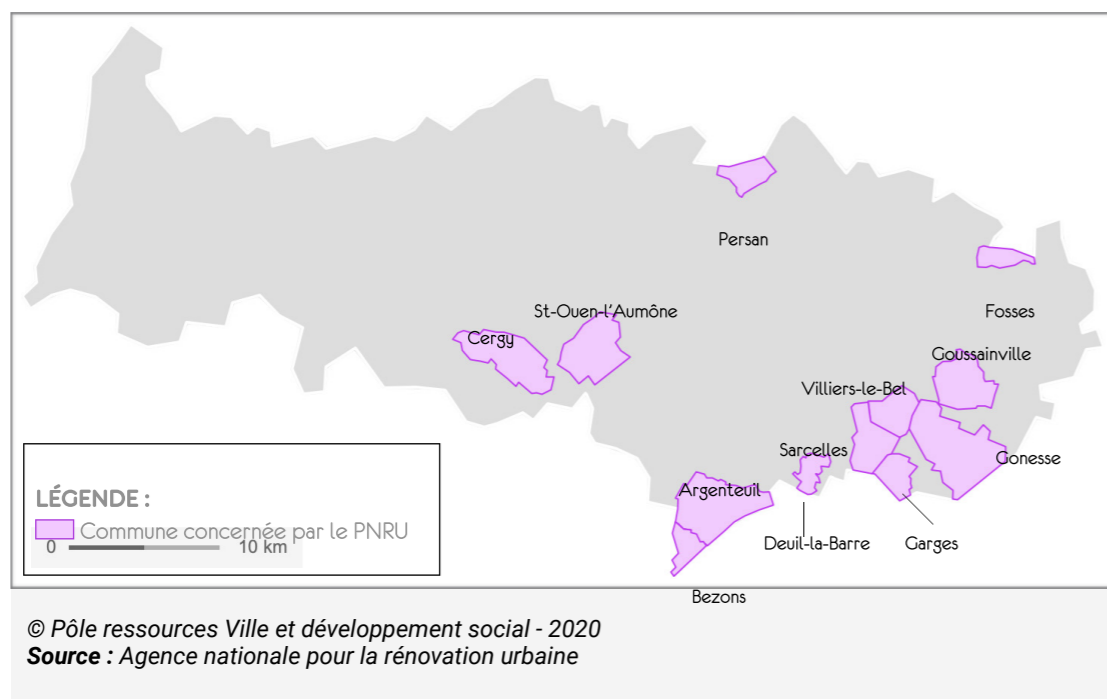 Persan
Fosses
St-Ouen-l'Aumône
Cergy
Goussainville
Villiers-le-Bel
Sarcelles
Gonesse
Argenteuil
Deuil-la-Barre
Garges
Bezons
LÉGENDE :
Commune concernée par le PNRU
0 10 km
© Pôle ressources Ville et développement social - 2020
Source : Agence nationale pour la rénovation urbaine